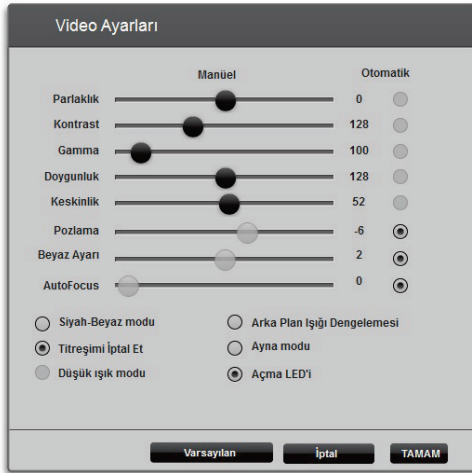 Video Ayarları
Manüel Otomatik
Parlaklık 0
Kontrast 128
Gamma 100
Doygunluk 128
Keskinlik 52
Pozlama -6
Beyaz Ayarı 2
AutoFocus 0
Siyah-Beyaz modu Arka Plan Işığı Dengelemesi
Titreşimi İptal Et Ayna modu
Düşük ışık modu Açma LED'i
Varsayılan İptal TAMAM